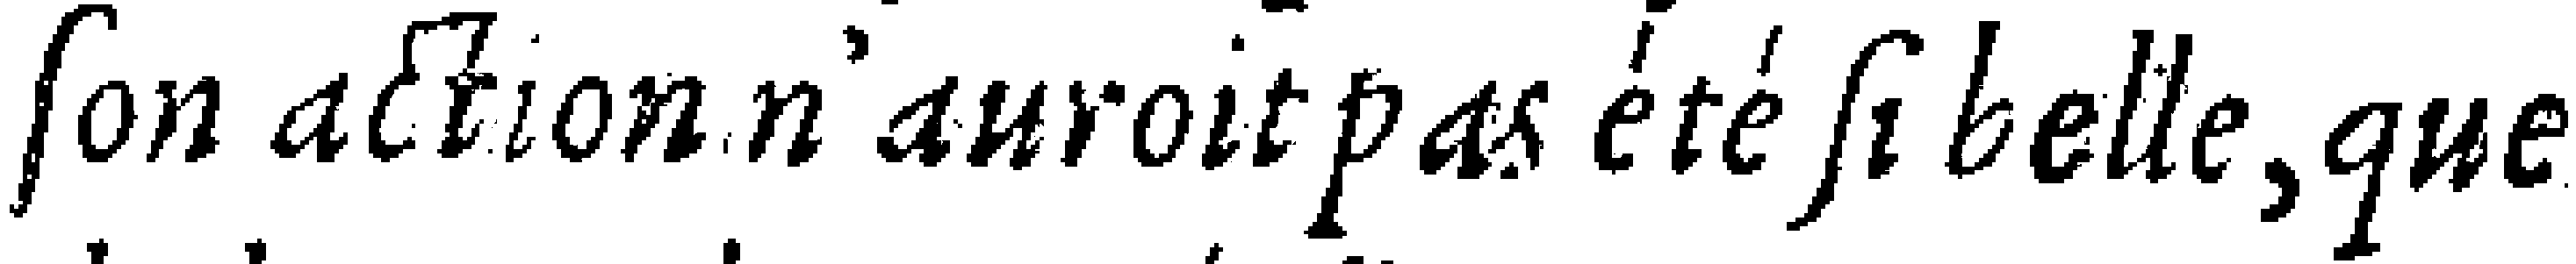 ſon action n'auroit pas été ſi belle, que